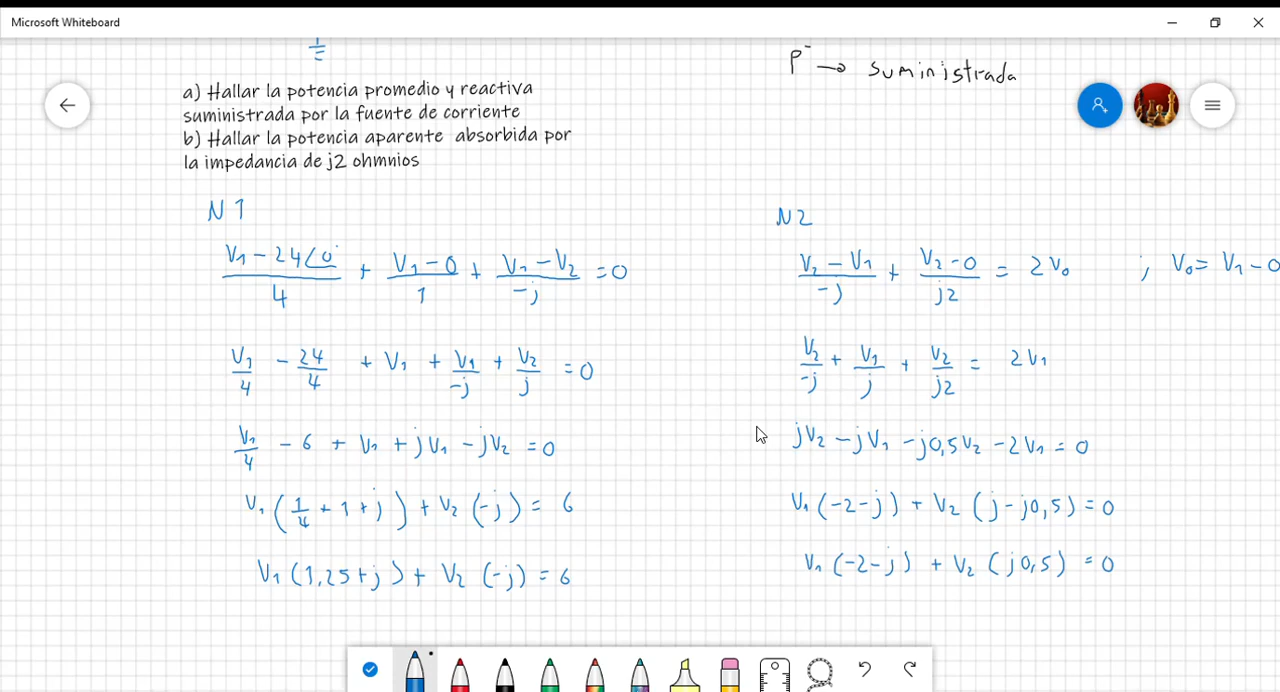 Microsoft Whiteboard
P⁻ → suministrada
a) Hallar la potencia promedio y reactiva
suministrada por la fuente de corriente
b) Hallar la potencia aparente absorbida por
la impedancia de j2 ohmnios
N1
(V₁ - 24∠0°)/4 + (V₁ - 0)/1 + (V₁ - V₂)/-j = 0
V₁/4 - 24/4 + V₁ + V₁/-j + V₂/j = 0
V₁/4 - 6 + V₁ + jV₁ - jV₂ = 0
V₁(1/4 + 1 + j) + V₂(-j) = 6
V₁(1,25+j) + V₂(-j) = 6
N2
(V₂ - V₁)/-j + (V₂ - 0)/j2 = 2V₀ ; V₀ = V₁ - 0
V₂/-j + V₁/j + V₂/j2 = 2V₁
jV₂ - jV₁ - j0,5V₂ - 2V₁ = 0
V₁(-2-j) + V₂(j-j0,5) = 0
V₁(-2-j) + V₂(j0,5) = 0